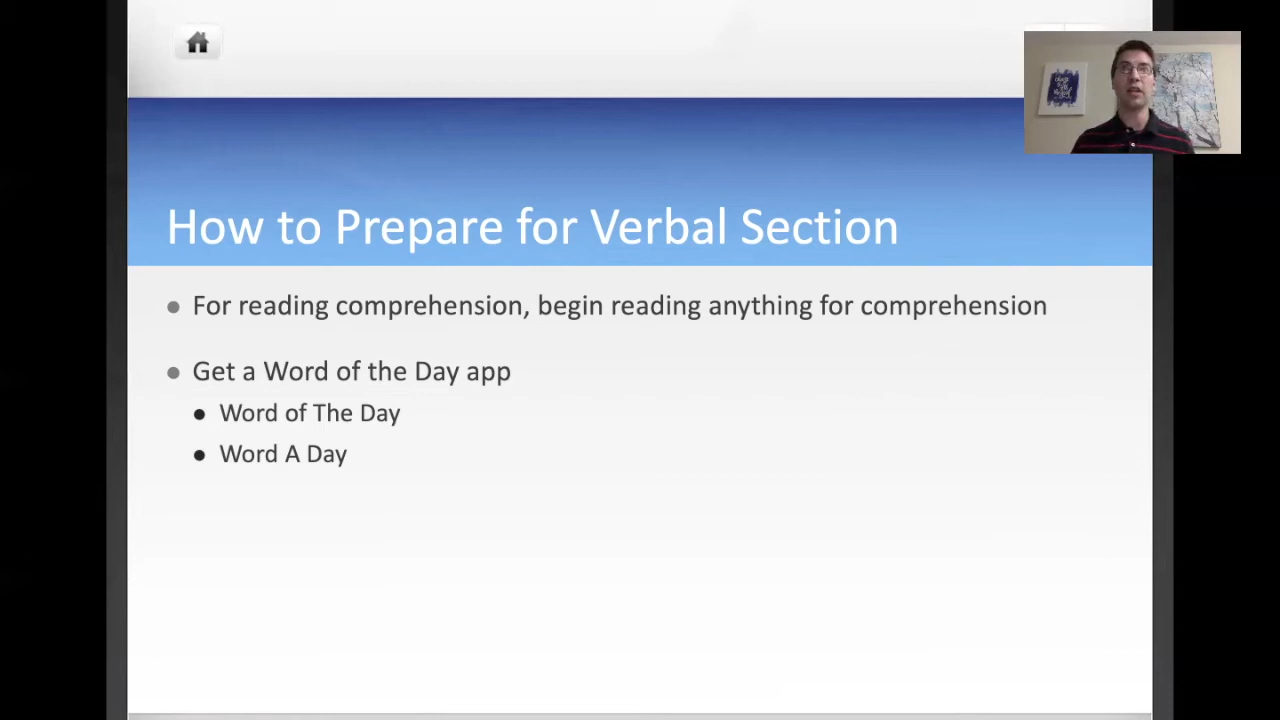 How to Prepare for Verbal Section
For reading comprehension, begin reading anything for comprehension
Get a Word of the Day app
Word of The Day
Word A Day